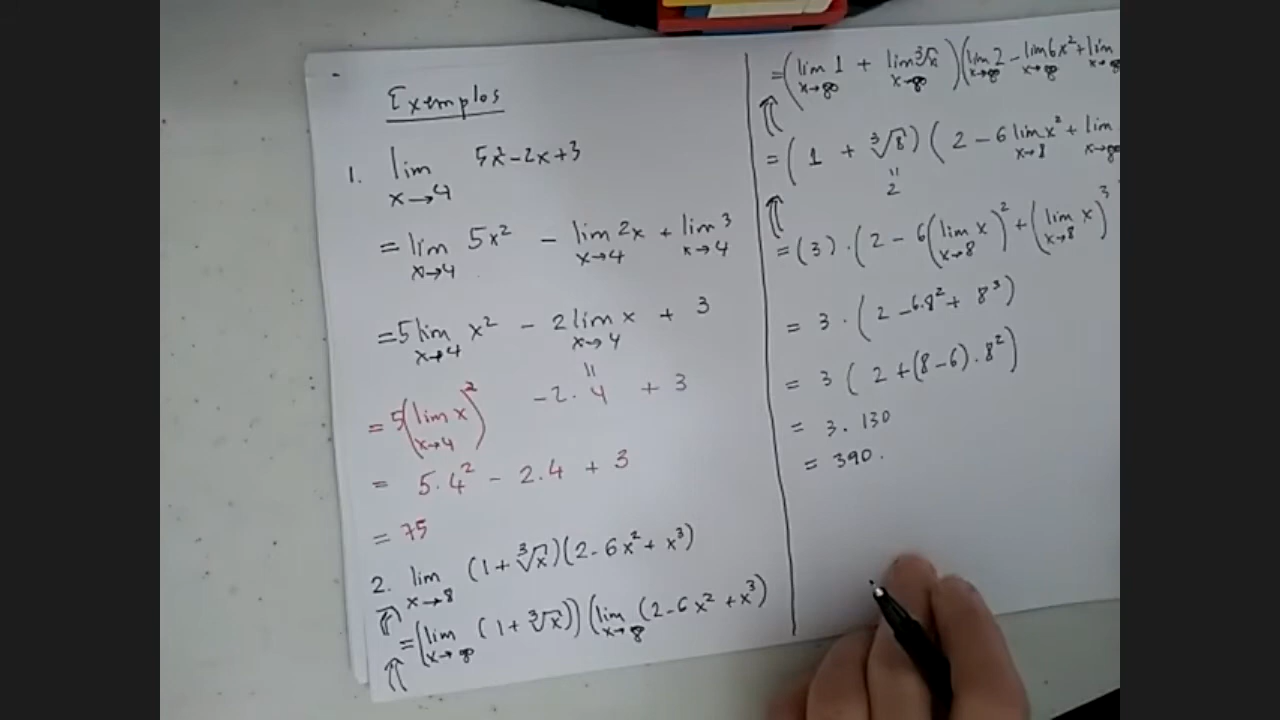 Exemplos
1. lim x→4 5x²-2x+3
= lim x→4 5x² - lim x→4 2x + lim x→4 3
= 5 lim x→4 x² - 2 lim x→4 x + 3
= 5(lim x→4 x)² -2. 4 + 3
= 5.4² - 2.4 + 3
= 75
2. lim x→8 (1+∛x)(2-6x²+x³)
= (lim x→8 (1+∛x))(lim x→8 (2-6x²+x³)
= (lim x→8 1 + lim x→8 ∛x)(lim x→8 2 - lim x→8 6x² + lim x→8
= (1 + ∛8)(2 - 6 lim x→8 x² + lim x→8
=
2
= (3).(2 - 6(lim x→8 x)² + (lim x→8 x)³
= 3.(2 - 6.8² + 8³)
= 3(2+(8-6).8²)
= 3. 130
= 390.